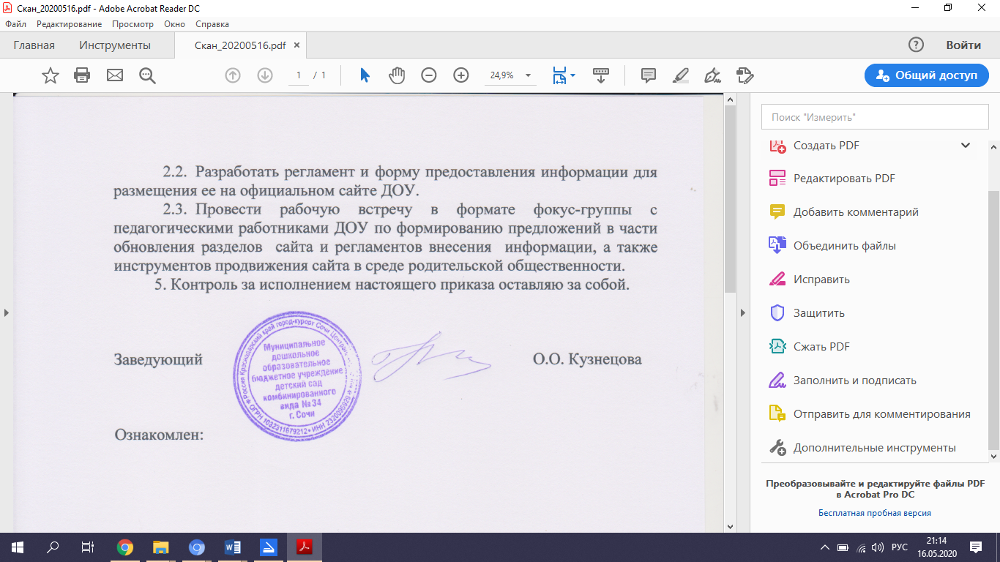 Скан_20200516.pdf - Adobe Acrobat Reader DC
Файл Редактирование Просмотр Окно Справка
Главная Инструменты Скан_20200516.pdf × Войти
1 / 1 24,9% Общий доступ
2.2. Разработать регламент и форму предоставления информации для
размещения ее на официальном сайте ДОУ.
2.3. Провести рабочую встречу в формате фокус-группы с
педагогическими работниками ДОУ по формированию предложений в части
обновления разделов сайта и регламентов внесения информации, а также
инструментов продвижения сайта в среде родительской общественности.
5. Контроль за исполнением настоящего приказа оставляю за собой.
Заведующий
О.О. Кузнецова
Россия Краснодарский край город-курорт Сочи
Муниципальное
дошкольное
образовательное
бюджетное учреждение
детский сад
комбинированного
вида №34
г. Сочи
ОГРН 1032311679212 • ИНН
Ознакомлен:
Поиск "Измерить"
Создать PDF
Редактировать PDF
Добавить комментарий
Объединить файлы
Исправить
Защитить
Сжать PDF
Заполнить и подписать
Отправить для комментирования
Дополнительные инструменты
Преобразовывайте и редактируйте файлы PDF
в Acrobat Pro DC
Бесплатная пробная версия
РУС
21:14
16.05.2020